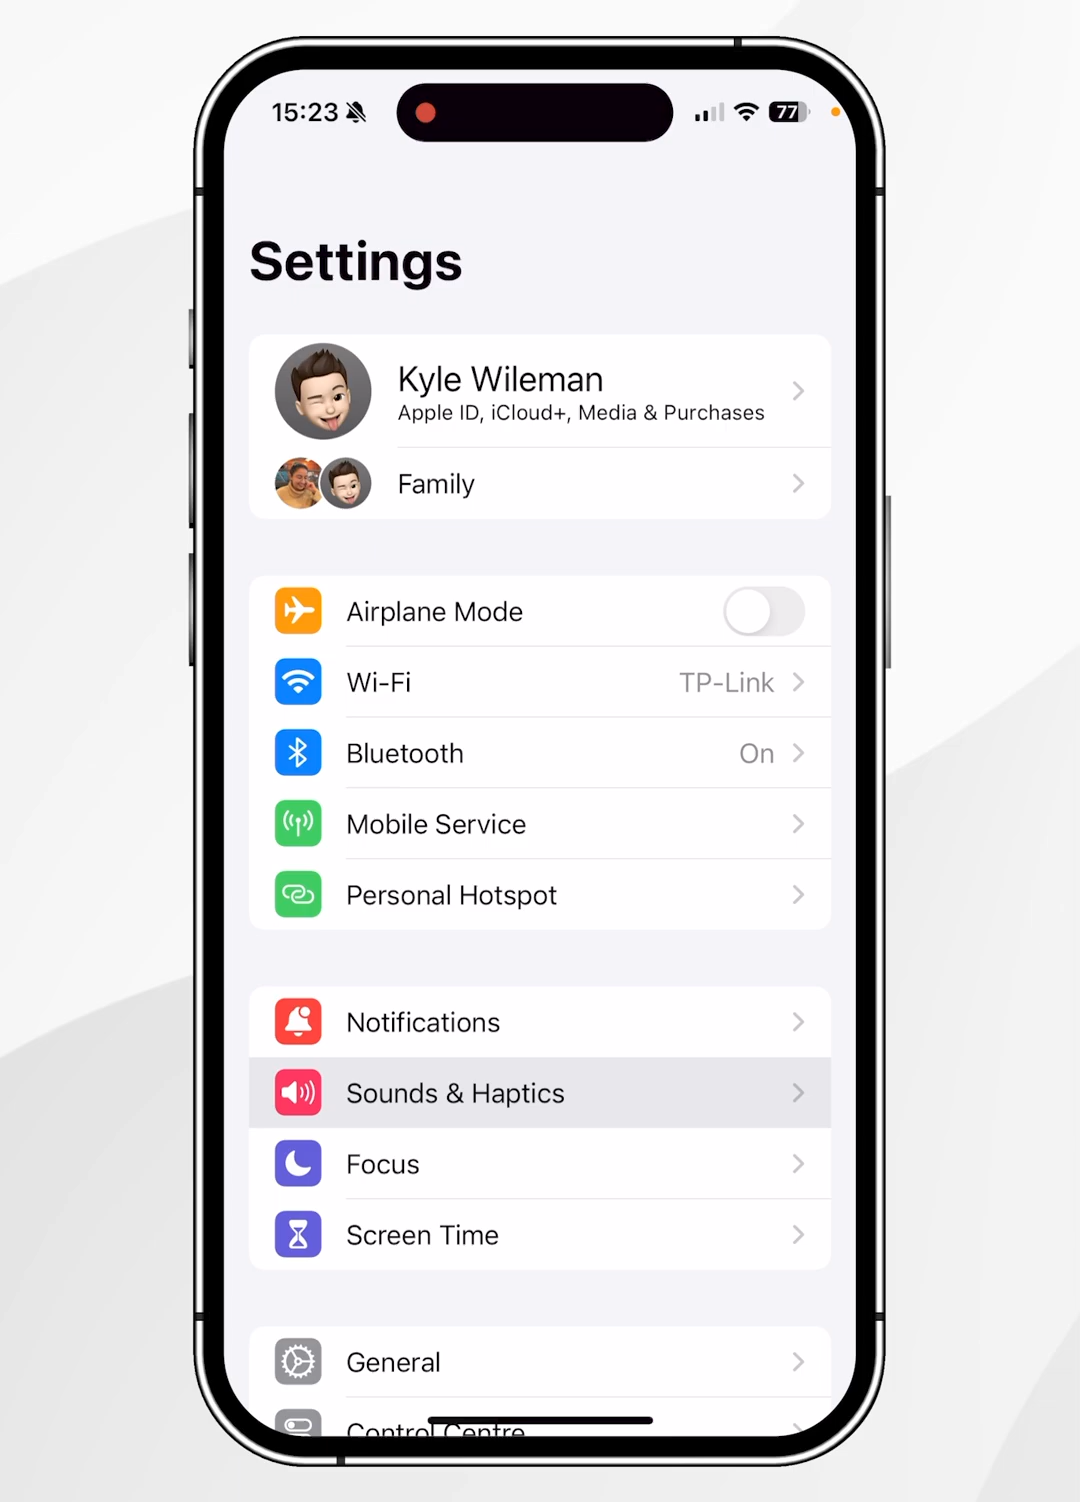 15:23
77
Settings
Kyle Wileman
Apple ID, iCloud+, Media & Purchases
Family
Airplane Mode
Wi-Fi TP-Link
Bluetooth On
Mobile Service
Personal Hotspot
Notifications
Sounds & Haptics
Focus
Screen Time
General
Control Centre